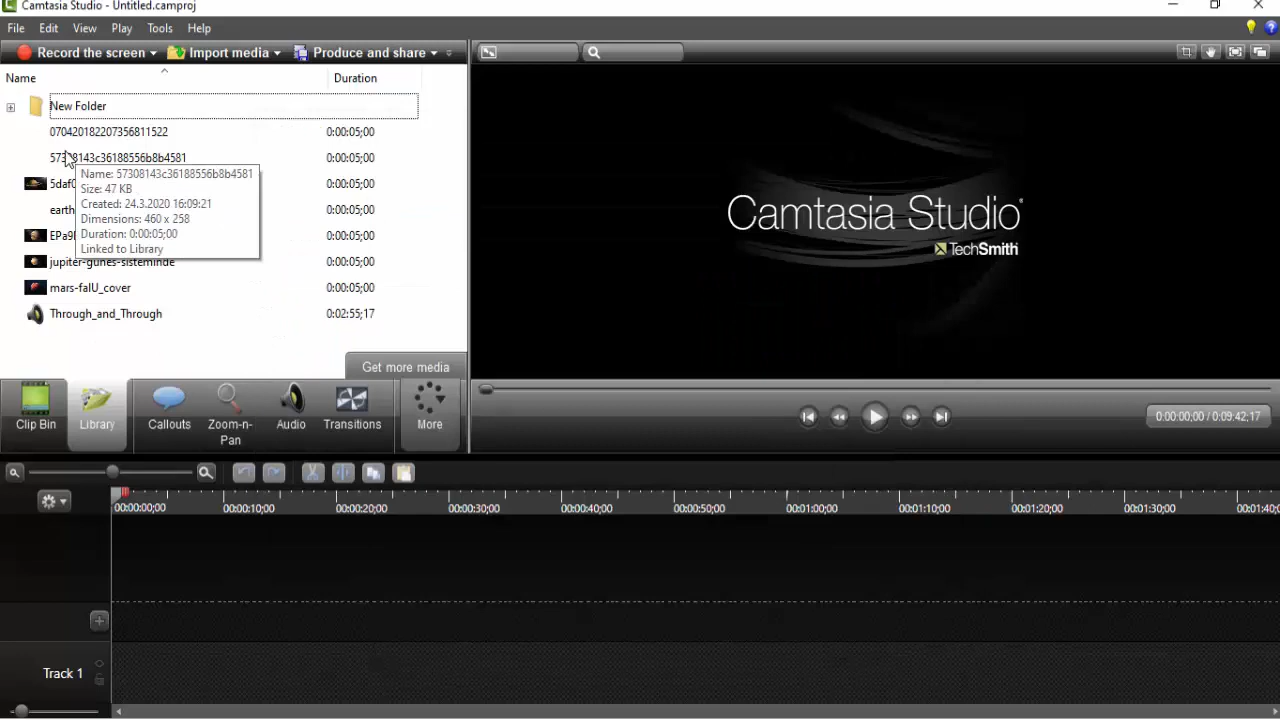 Camtasia Studio - Untitled.camproj
File Edit View Play Tools Help
Record the screen Import media Produce and share
Name Duration
New Folder
070420182207356811522 0:00:05;00
57308143c36188556b8b4581 0:00:05;00
Name: 57308143c36188556b8b4581
5daf0 0:00:05;00
Size: 47 KB
Created: 24.3.2020 16:09:21
earth 0:00:05;00
Dimensions: 460 x 258
Duration: 0:00:05;00
0:00:05;00
Linked to Library
jupiter-gunes-sisteminde 0:00:05;00
mars-falU_cover 0:00:05;00
Through_and_Through 0:02:55;17
Camtasia Studio
TechSmith
Get more media
Clip Bin Library Callouts Zoom-n-Pan Audio Transitions More
0:00:00;00 / 0:09:42;17
00:00:00;00 00:00:10;00 00:00:20;00 00:00:30;00 00:00:40;00 00:00:50;00 00:01:00;00 00:01:10;00 00:01:20;00 00:01:30;00 00:01:40;0
Track 1